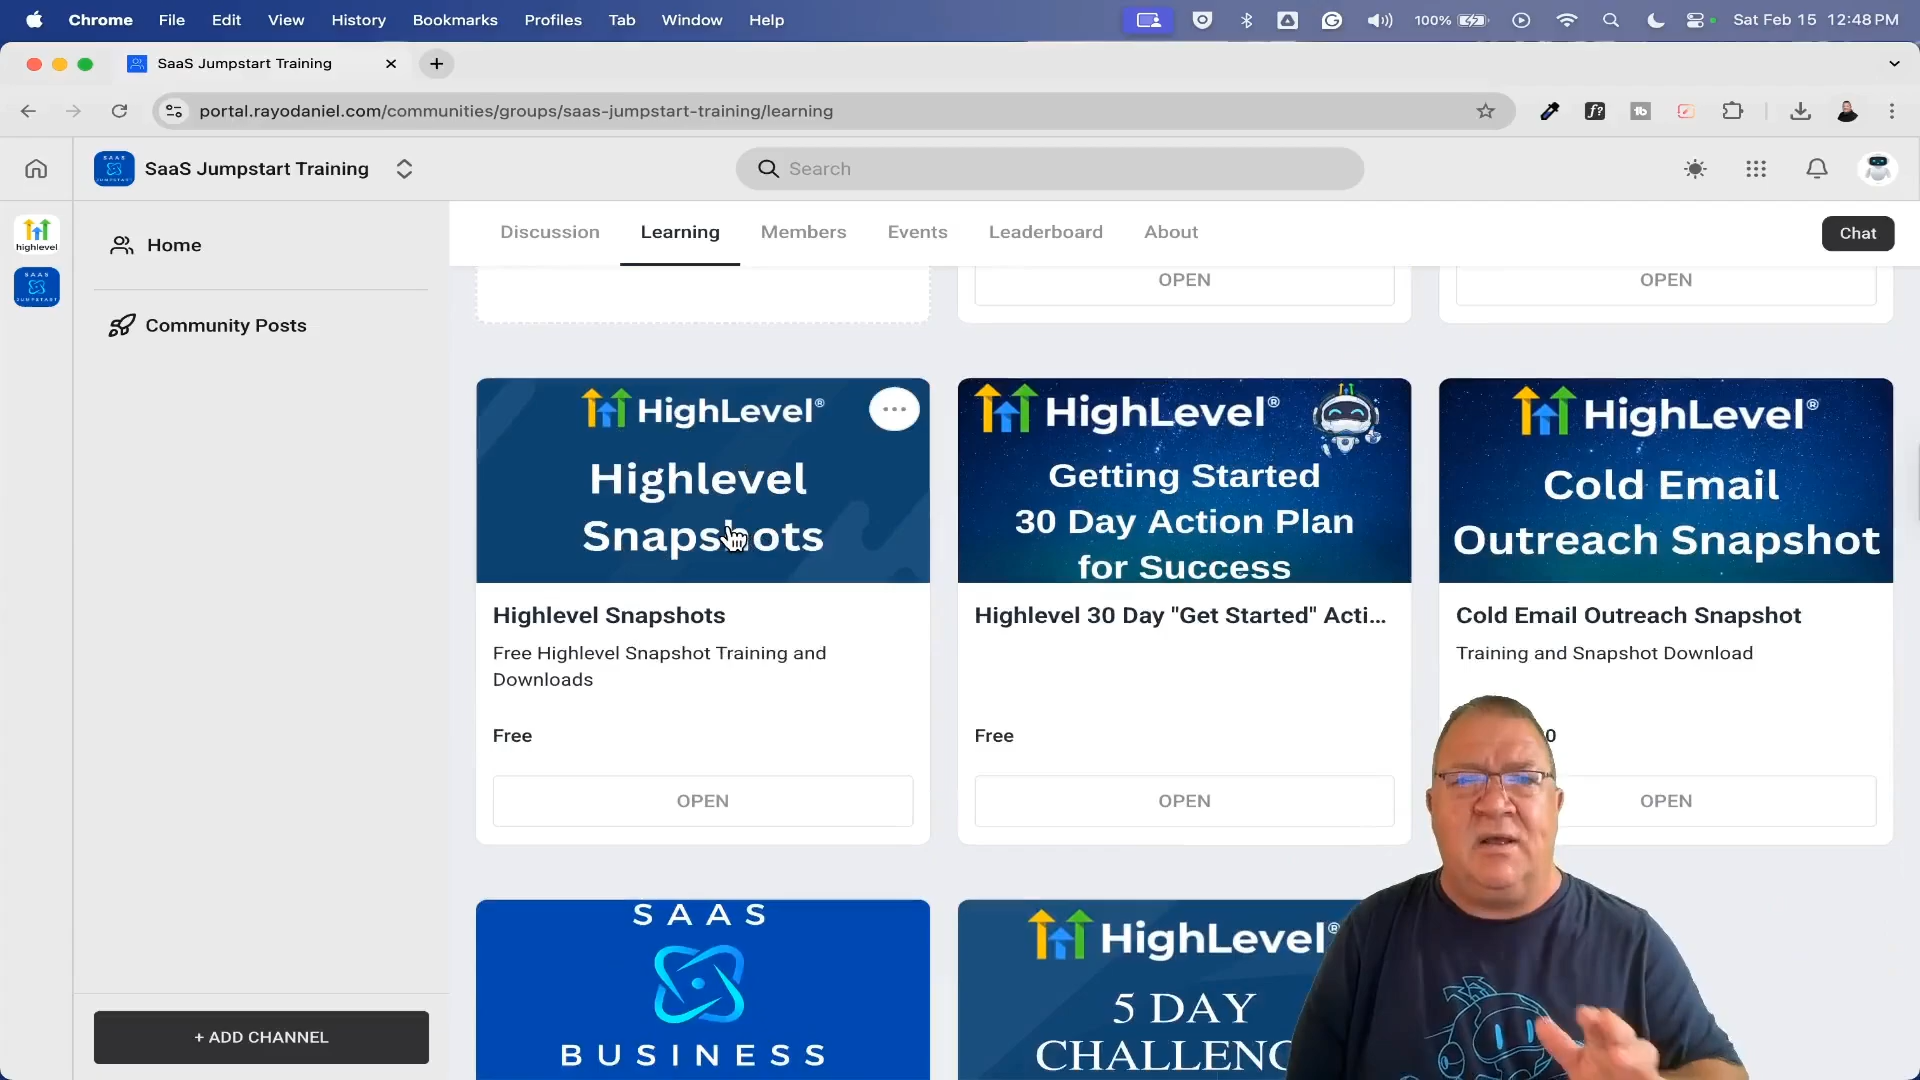 Chrome File Edit View History Bookmarks Profiles Tab Window Help 100% Sat Feb 15 12:48 PM
SaaS Jumpstart Training
portal.rayodaniel.com/communities/groups/saas-jumpstart-training/learning
SaaS Jumpstart Training
Search
highlevel
Home
Community Posts
+ ADD CHANNEL
Discussion Learning Members Events Leaderboard About
Chat
OPEN
OPEN
HighLevel®
Highlevel
Snapshots
Highlevel Snapshots
Free Highlevel Snapshot Training and
Downloads
Free
OPEN
HighLevel®
Getting Started
30 Day Action Plan
for Success
Highlevel 30 Day "Get Started" Acti...
Free
OPEN
HighLevel®
Cold Email
Outreach Snapshot
Cold Email Outreach Snapshot
Training and Snapshot Download
OPEN
SAAS
BUSINESS
HighLevel®
5 DAY